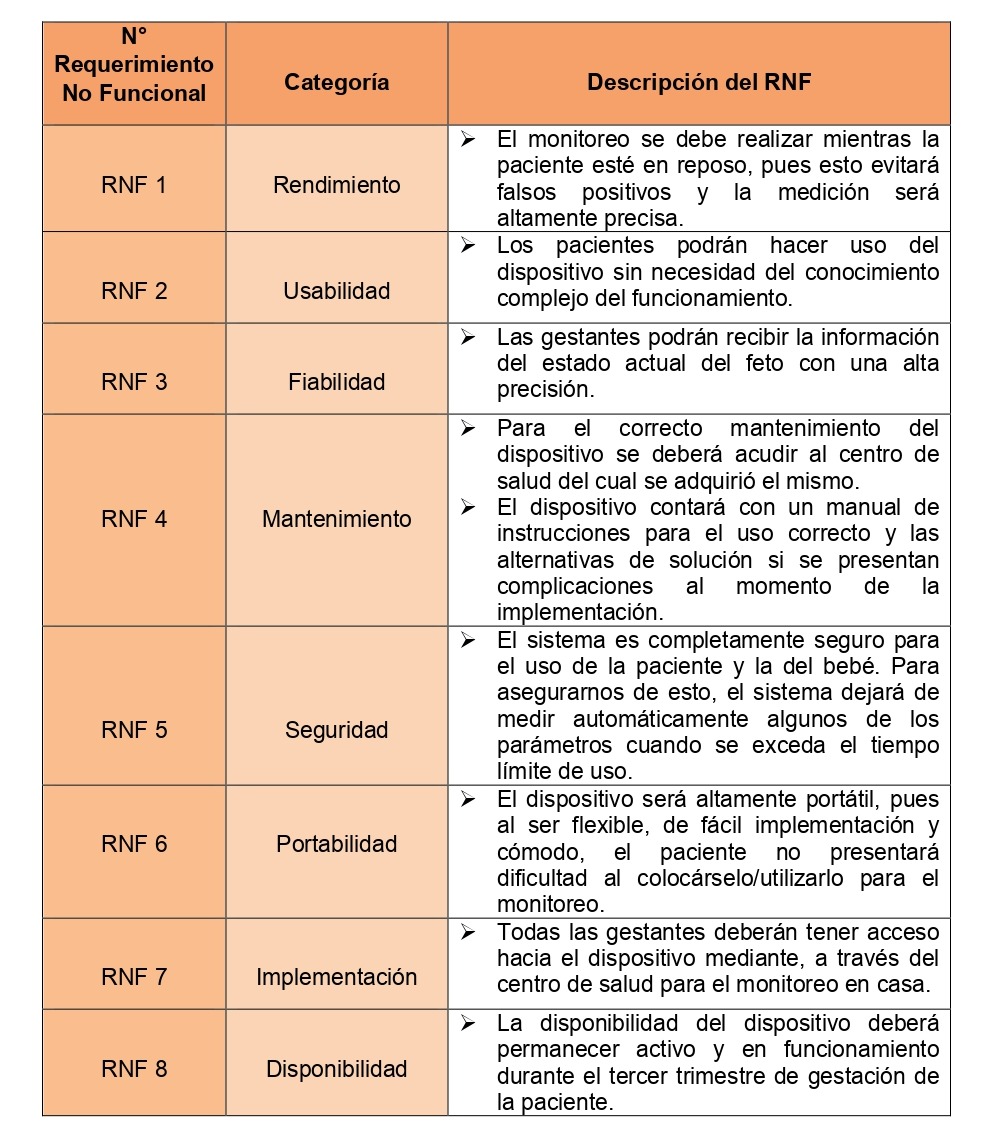 N°
Requerimiento
No Funcional
Categoría
Descripción del RNF
RNF 1
Rendimiento
➢ El monitoreo se debe realizar mientras la
paciente esté en reposo, pues esto evitará
falsos positivos y la medición será
altamente precisa.
RNF 2
Usabilidad
➢ Los pacientes podrán hacer uso del
dispositivo sin necesidad del conocimiento
complejo del funcionamiento.
RNF 3
Fiabilidad
➢ Las gestantes podrán recibir la información
del estado actual del feto con una alta
precisión.
RNF 4
Mantenimiento
➢ Para el correcto mantenimiento del
dispositivo se deberá acudir al centro de
salud del cual se adquirió el mismo.
➢ El dispositivo contará con un manual de
instrucciones para el uso correcto y las
alternativas de solución si se presentan
complicaciones al momento de la
implementación.
RNF 5
Seguridad
➢ El sistema es completamente seguro para
el uso de la paciente y la del bebé. Para
asegurarnos de esto, el sistema dejará de
medir automáticamente algunos de los
parámetros cuando se exceda el tiempo
límite de uso.
RNF 6
Portabilidad
➢ El dispositivo será altamente portátil, pues
al ser flexible, de fácil implementación y
cómodo, el paciente no presentará
dificultad al colocárselo/utilizarlo para el
monitoreo.
RNF 7
Implementación
➢ Todas las gestantes deberán tener acceso
hacia el dispositivo mediante, a través del
centro de salud para el monitoreo en casa.
RNF 8
Disponibilidad
➢ La disponibilidad del dispositivo deberá
permanecer activo y en funcionamiento
durante el tercer trimestre de gestación de
la paciente.